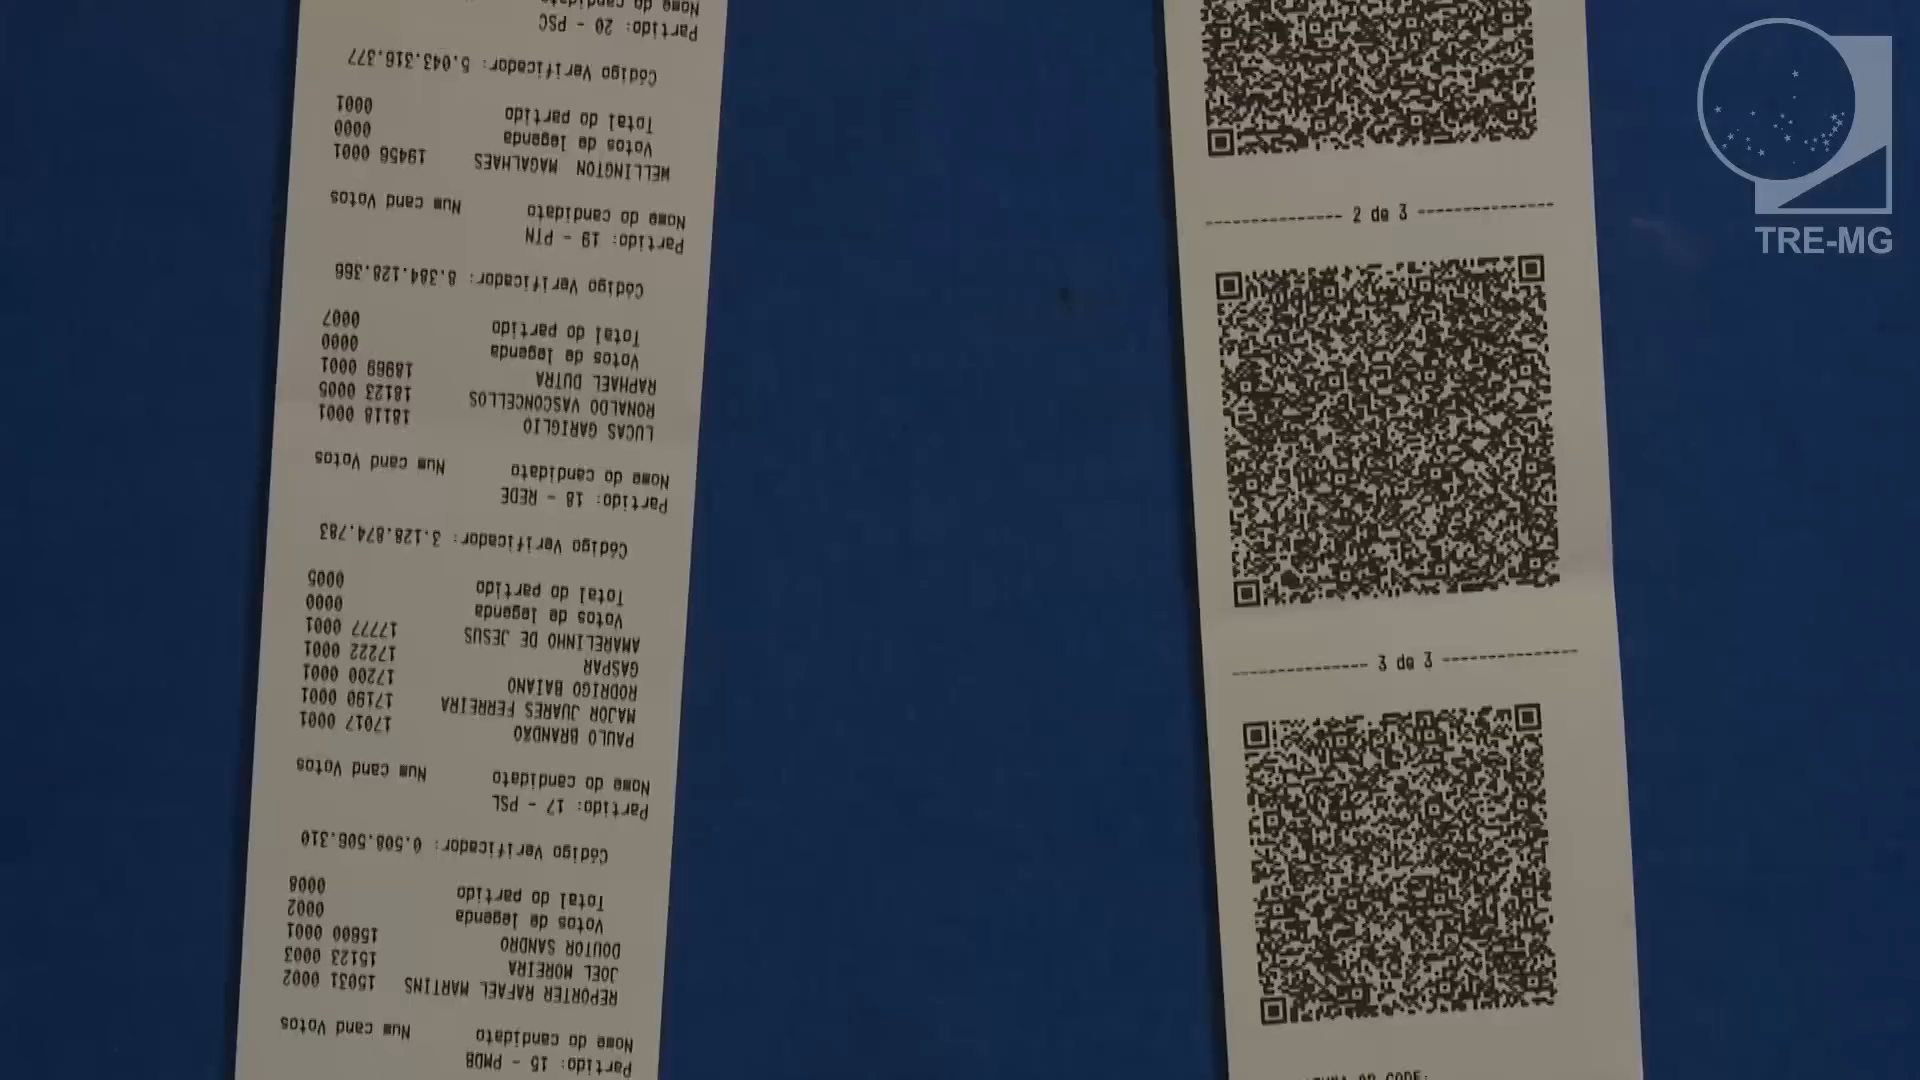 Partido: 15 - PMDB
Nome do candidato Num cand Votos
REPORTER RAFAEL MARTINS 15031 0002
JOEL MOREIRA 15123 0003
DOUTOR SANDRO 15800 0001
Votos de legenda 0002
Total do partido 0008
Código Verificador: 0.508.506.310
Partido: 17 - PSL
Nome do candidato Num cand Votos
PAULO BRANDÃO 17017 0001
MAJOR JUARES FERREIRA 17190 0001
RODRIGO BAIANO 17200 0001
GASPAR 17222 0001
AMARELINHO DE JESUS 17777 0001
Votos de legenda 0000
Total do partido 0005
Código Verificador: 3.128.874.783
Partido: 18 - REDE
Nome do candidato Num cand Votos
LUCAS GARIGLIO 18118 0001
RONALDO VASCONCELLOS 18123 0005
RAPHAEL DUTRA 18969 0001
Votos de legenda 0000
Total do partido 0007
Código Verificador: 8.384.128.366
Partido: 19 - PTN
Nome do candidato Num cand Votos
WELLINGTON MAGALHAES 19456 0001
Votos de legenda 0000
Total do partido 0001
Código Verificador: 5.043.316.377
Partido: 20 - PSC
Nome do candidato
2 de 3
3 de 3
QR CODE:
TRE-MG